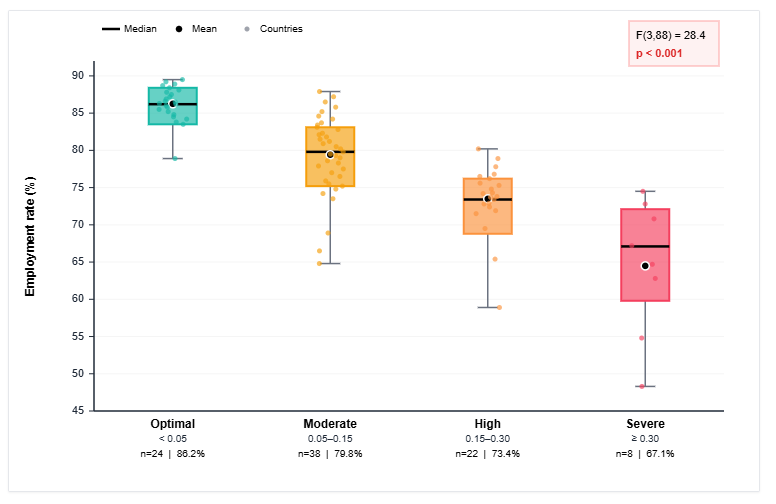 Median Mean Countries
F(3,88) = 28.4
p < 0.001
Employment rate (%)
90
85
80
75
70
65
60
55
50
45
Optimal Moderate High Severe
< 0.05 0.05–0.15 0.15–0.30 ≥ 0.30
n=24 | 86.2% n=38 | 79.8% n=22 | 73.4% n=8 | 67.1%